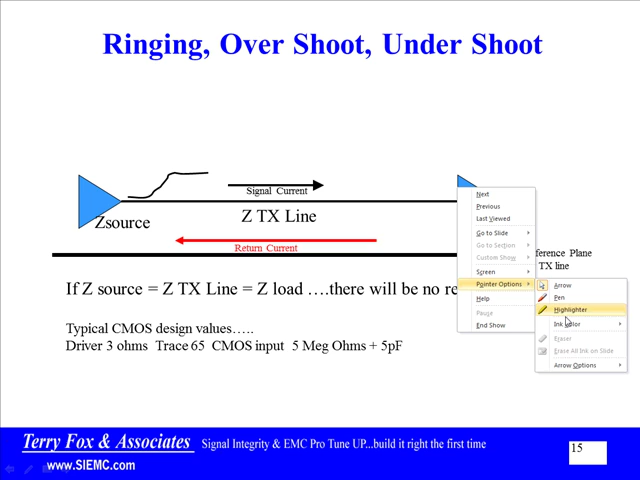 Ringing, Over Shoot, Under Shoot
Signal Current
Zsource
Z TX Line
Return Current
ference Plane
TX line
If Z source = Z TX Line = Z load ….there will be no re
Typical CMOS design values…..
Driver 3 ohms Trace 65 CMOS input 5 Meg Ohms + 5pF
Next
Previous
Last Viewed
Go to Slide
Go to Section
Custom Show
Screen
Pointer Options
Help
Pause
End Show
Arrow
Pen
Highlighter
Ink Color
Eraser
Erase All Ink on Slide
Arrow Options
Terry Fox & Associates
Signal Integrity & EMC Pro Tune UP...build it right the first time
15
www.SIEMC.com